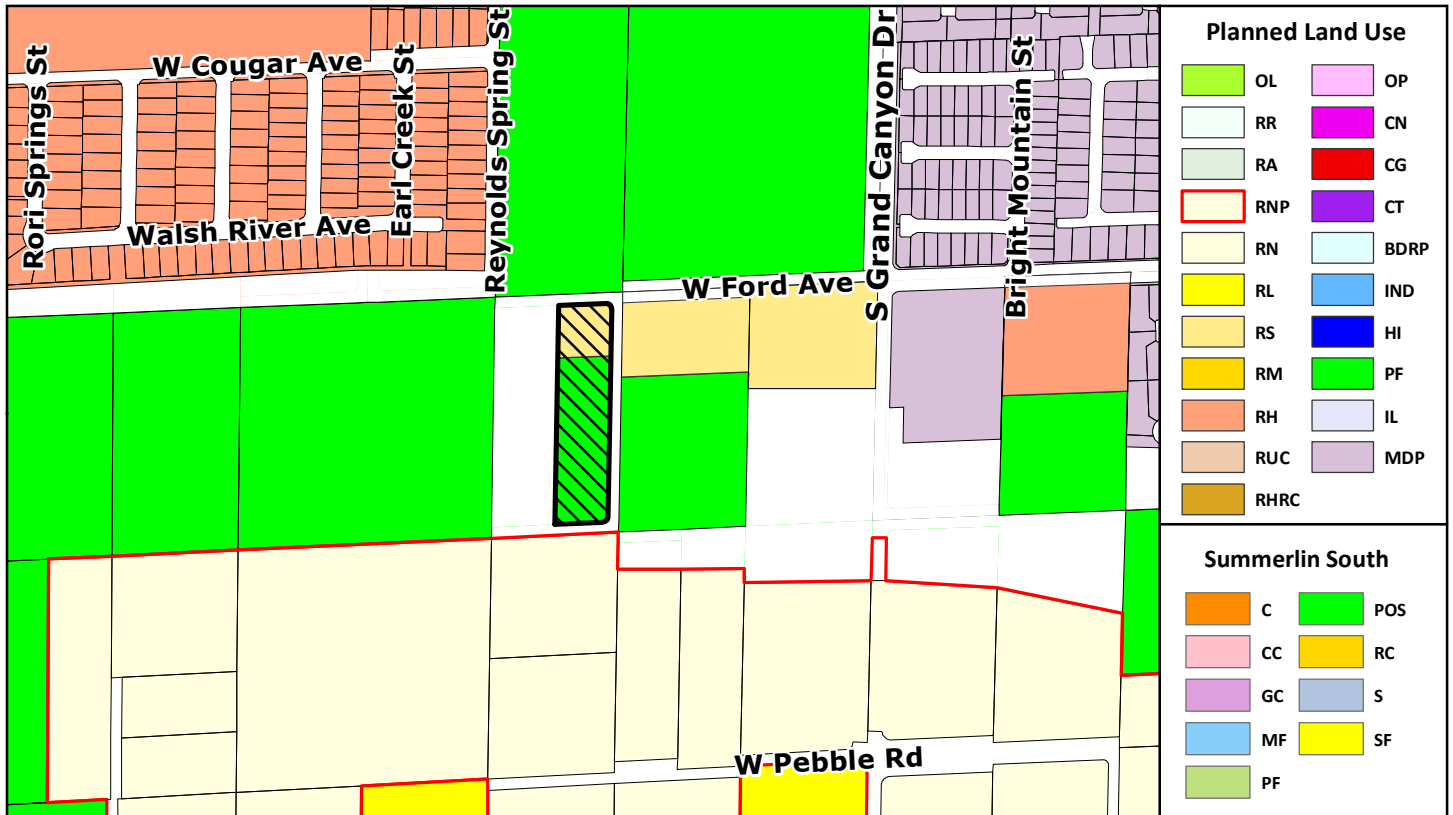 W Cougar Ave
Rori Springs St
Earl Creek St
Reynolds Spring St
Walsh River Ave
S Grand Canyon Dr
Bright Mountain St
W Ford Ave
W Pebble Rd
Planned Land Use
OL OP
RR CN
RA CG
RNP CT
RN BDRP
RL IND
RS HI
RM PF
RH IL
RUC MDP
RHRC
Summerlin South
C POS
CC RC
GC S
MF SF
PF